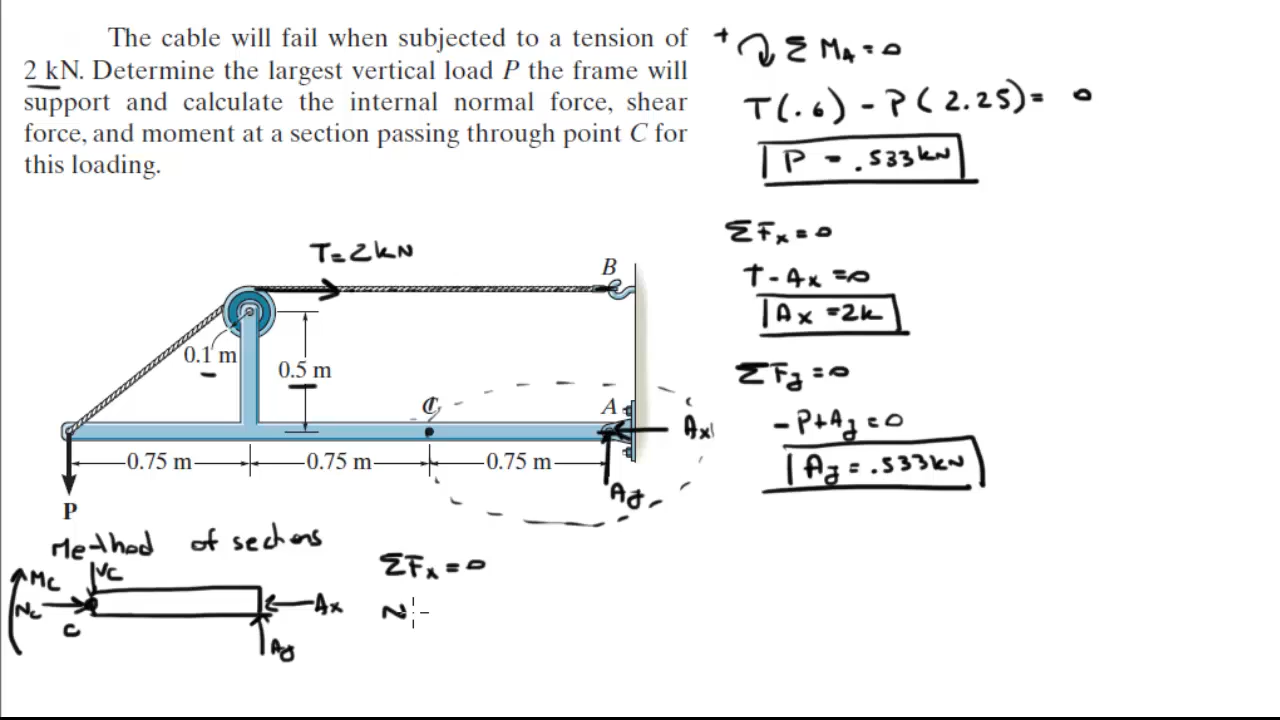 The cable will fail when subjected to a tension of
2 kN. Determine the largest vertical load P the frame will
support and calculate the internal normal force, shear
force, and moment at a section passing through point C for
this loading.
+ Σ MA = 0
T(.6) - P(2.25) = 0
P = .533kN
ΣFx = 0
T - Ax = 0
Ax = 2k
ΣFy = 0
-P+Ay = 0
Ay = .533kN
T=2kN
B
0.1 m
0.5 m
C
A
Ax
0.75 m
0.75 m
0.75 m
Ay
P
Method of sections
Mc
Vc
Nc
Ax
C
Ay
ΣFx = 0
N